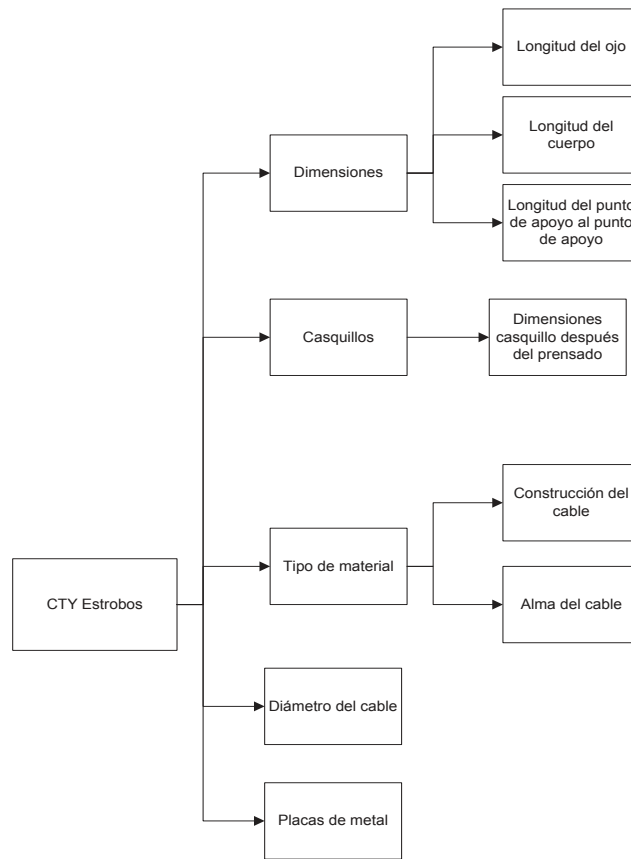 Longitud del ojo
Longitud del
cuerpo
Dimensiones
Longitud del punto
de apoyo al punto
de apoyo
Casquillos
Dimensiones
casquillo después
del prensado
Construcción del
cable
Tipo de material
CTY Estrobos
Alma del cable
Diámetro del cable
Placas de metal